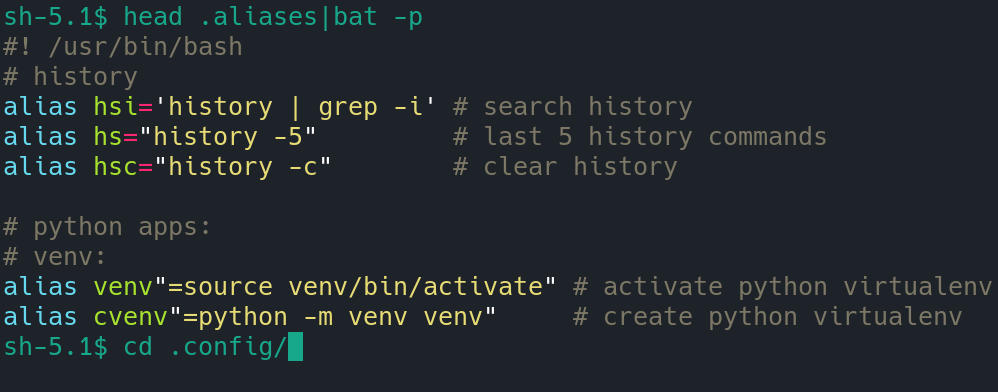 sh-5.1$ head .aliases|bat -p
#! /usr/bin/bash
# history
alias hsi='history | grep -i' # search history
alias hs="history -5"         # last 5 history commands
alias hsc="history -c"        # clear history

# python apps:
# venv:
alias venv"=source venv/bin/activate" # activate python virtualenv
alias cvenv"=python -m venv venv"     # create python virtualenv
sh-5.1$ cd .config/